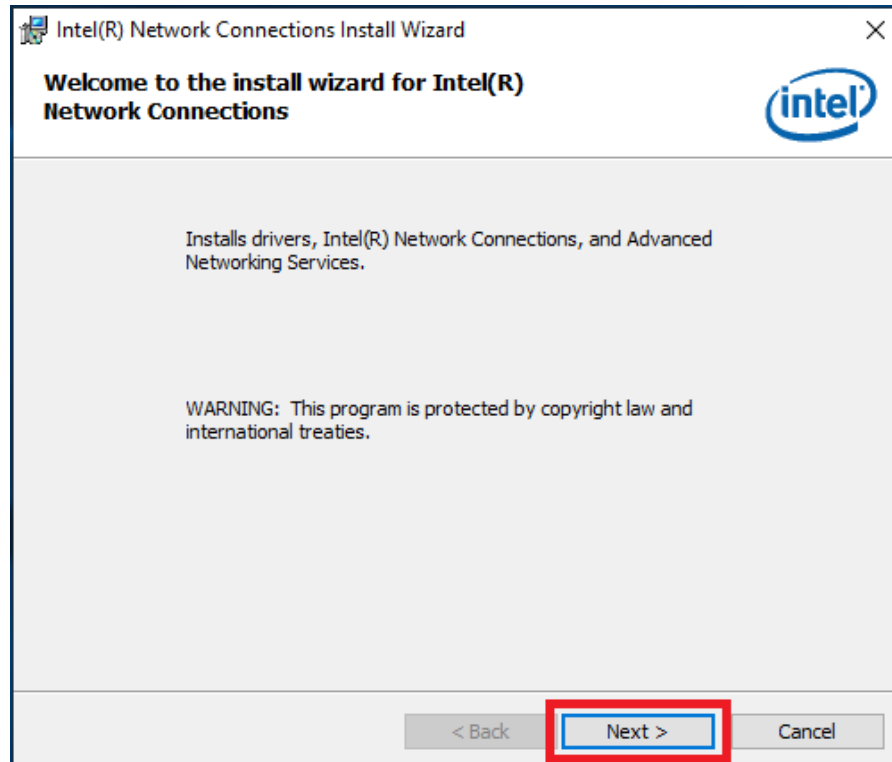 Intel(R) Network Connections Install Wizard
Welcome to the install wizard for Intel(R)
Network Connections
intel
Installs drivers, Intel(R) Network Connections, and Advanced
Networking Services.
WARNING:  This program is protected by copyright law and
international treaties.
< Back
Next >
Cancel